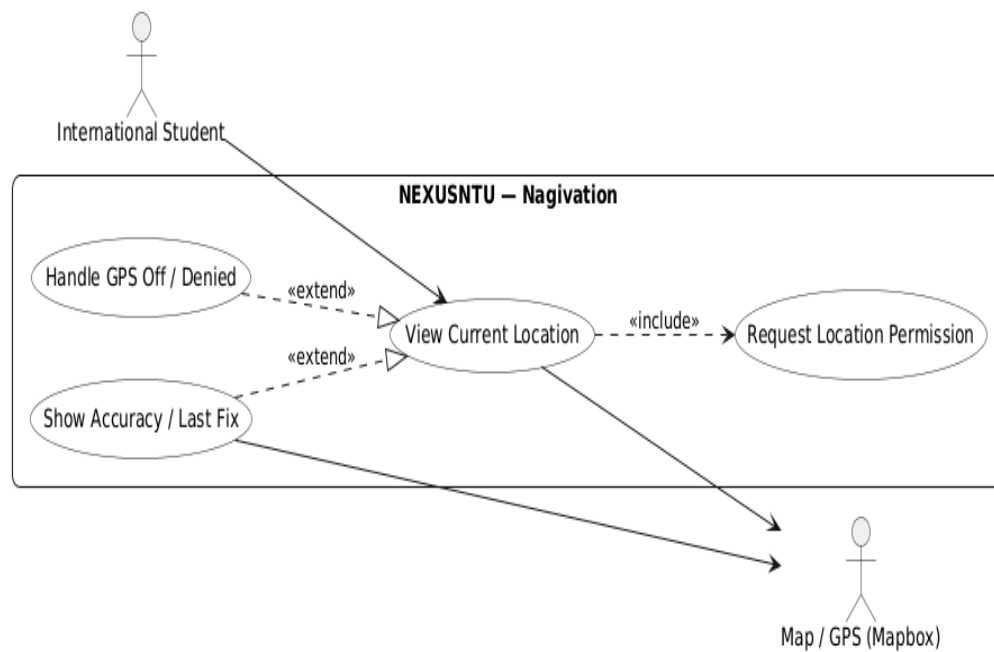 International Student
NEXUSNTU — Nagivation
Handle GPS Off / Denied
«extend»
View Current Location
«include»
Request Location Permission
«extend»
Show Accuracy / Last Fix
Map / GPS (Mapbox)